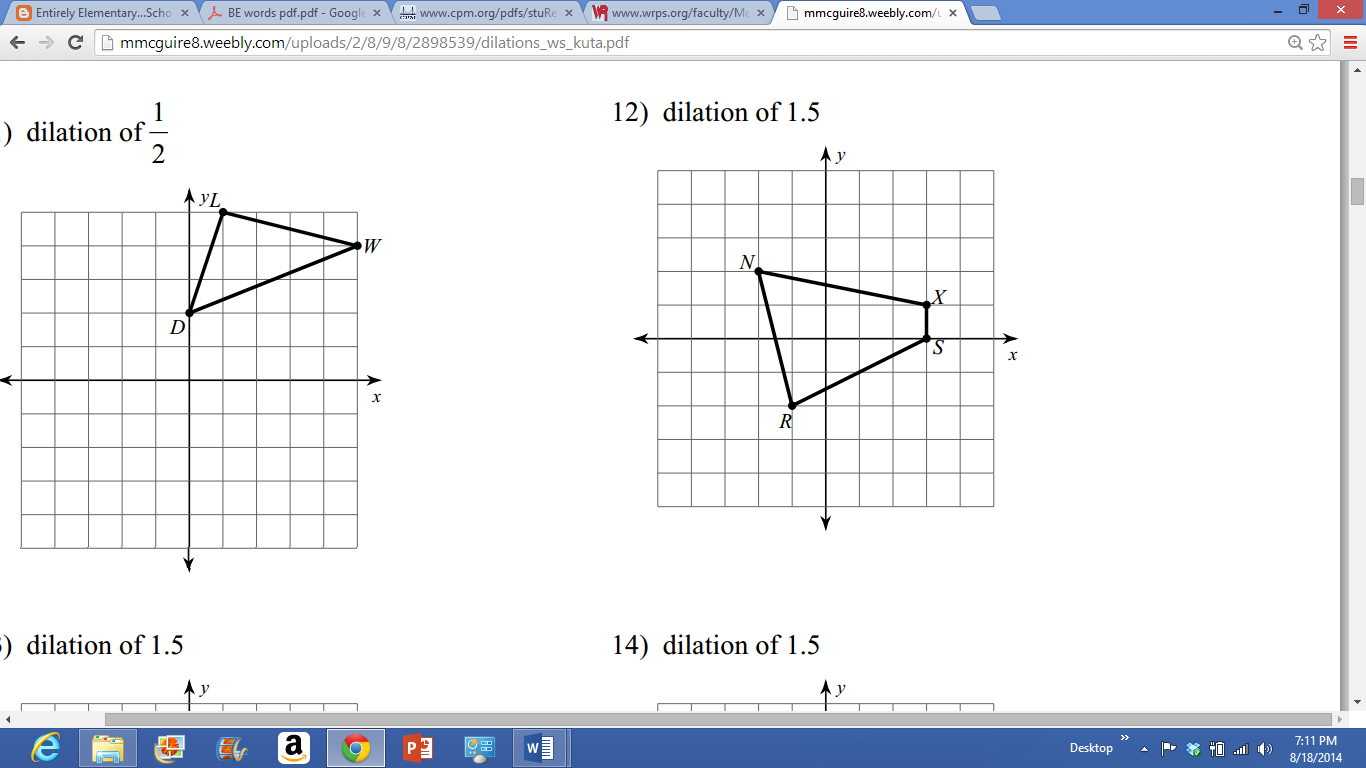 Entirely Elementary...Scho
BE words pdf.pdf - Google
www.cpm.org/pdfs/stuRe
www.wrps.org/faculty/Mc
mmcguire8.weebly.com/u
mmcguire8.weebly.com/uploads/2/8/9/8/2898539/dilations_ws_kuta.pdf
) dilation of 1/2
y
L
W
D
x
12) dilation of 1.5
y
N
X
S
x
R
) dilation of 1.5
y
14) dilation of 1.5
y
Desktop
7:11 PM
8/18/2014